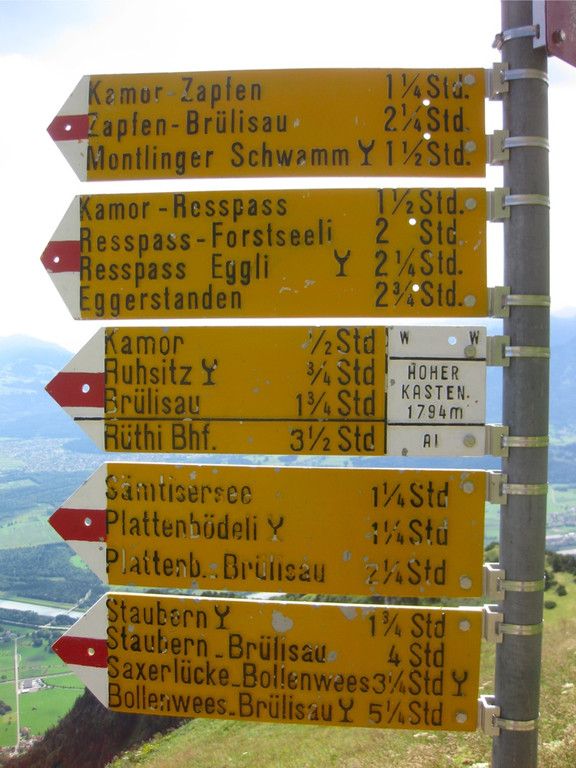 Kamor-Zapfen 1¼ Std.
Zapfen-Brülisau 2¼ Std.
Montlinger Schwamm 1½ Std.
Kamor-Resspass 1½ Std.
Resspass-Forstseeli 2 Std.
Resspass Eggli 2¼ Std.
Eggerstanden 2¾ Std.
Kamor ½ Std
Ruhsitz ¾ Std
Brülisau 1¾ Std
Rüthi Bhf. 3½ Std
W W
HOHER
KASTEN
1794m
AI
Sämtisersee 1¼ Std
Plattenbödeli 1¼ Std
Plattenb.-Brülisau 2¼ Std
Staubern 1¾ Std
Staubern-Brülisau 4 Std
Saxerlücke-Bollenwees 3¼ Std
Bollenwees-Brülisau 5¼ Std